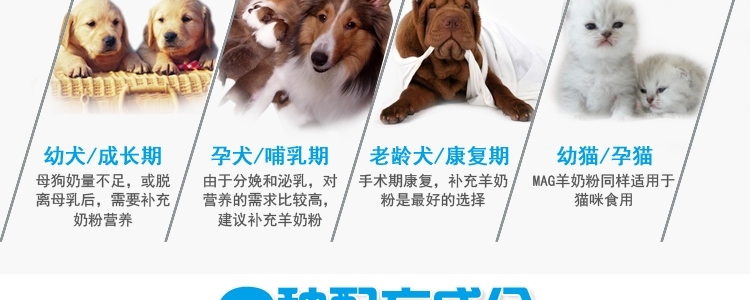 幼犬/成长期
母狗奶量不足，或脱
离母乳后，需要补充
奶粉营养
孕犬/哺乳期
由于分娩和泌乳，对
营养的需求比较高，
建议补充羊奶粉
老龄犬/康复期
手术期康复，补充羊奶
粉是最好的选择
幼猫/孕猫
MAG羊奶粉同样适用于
猫咪食用